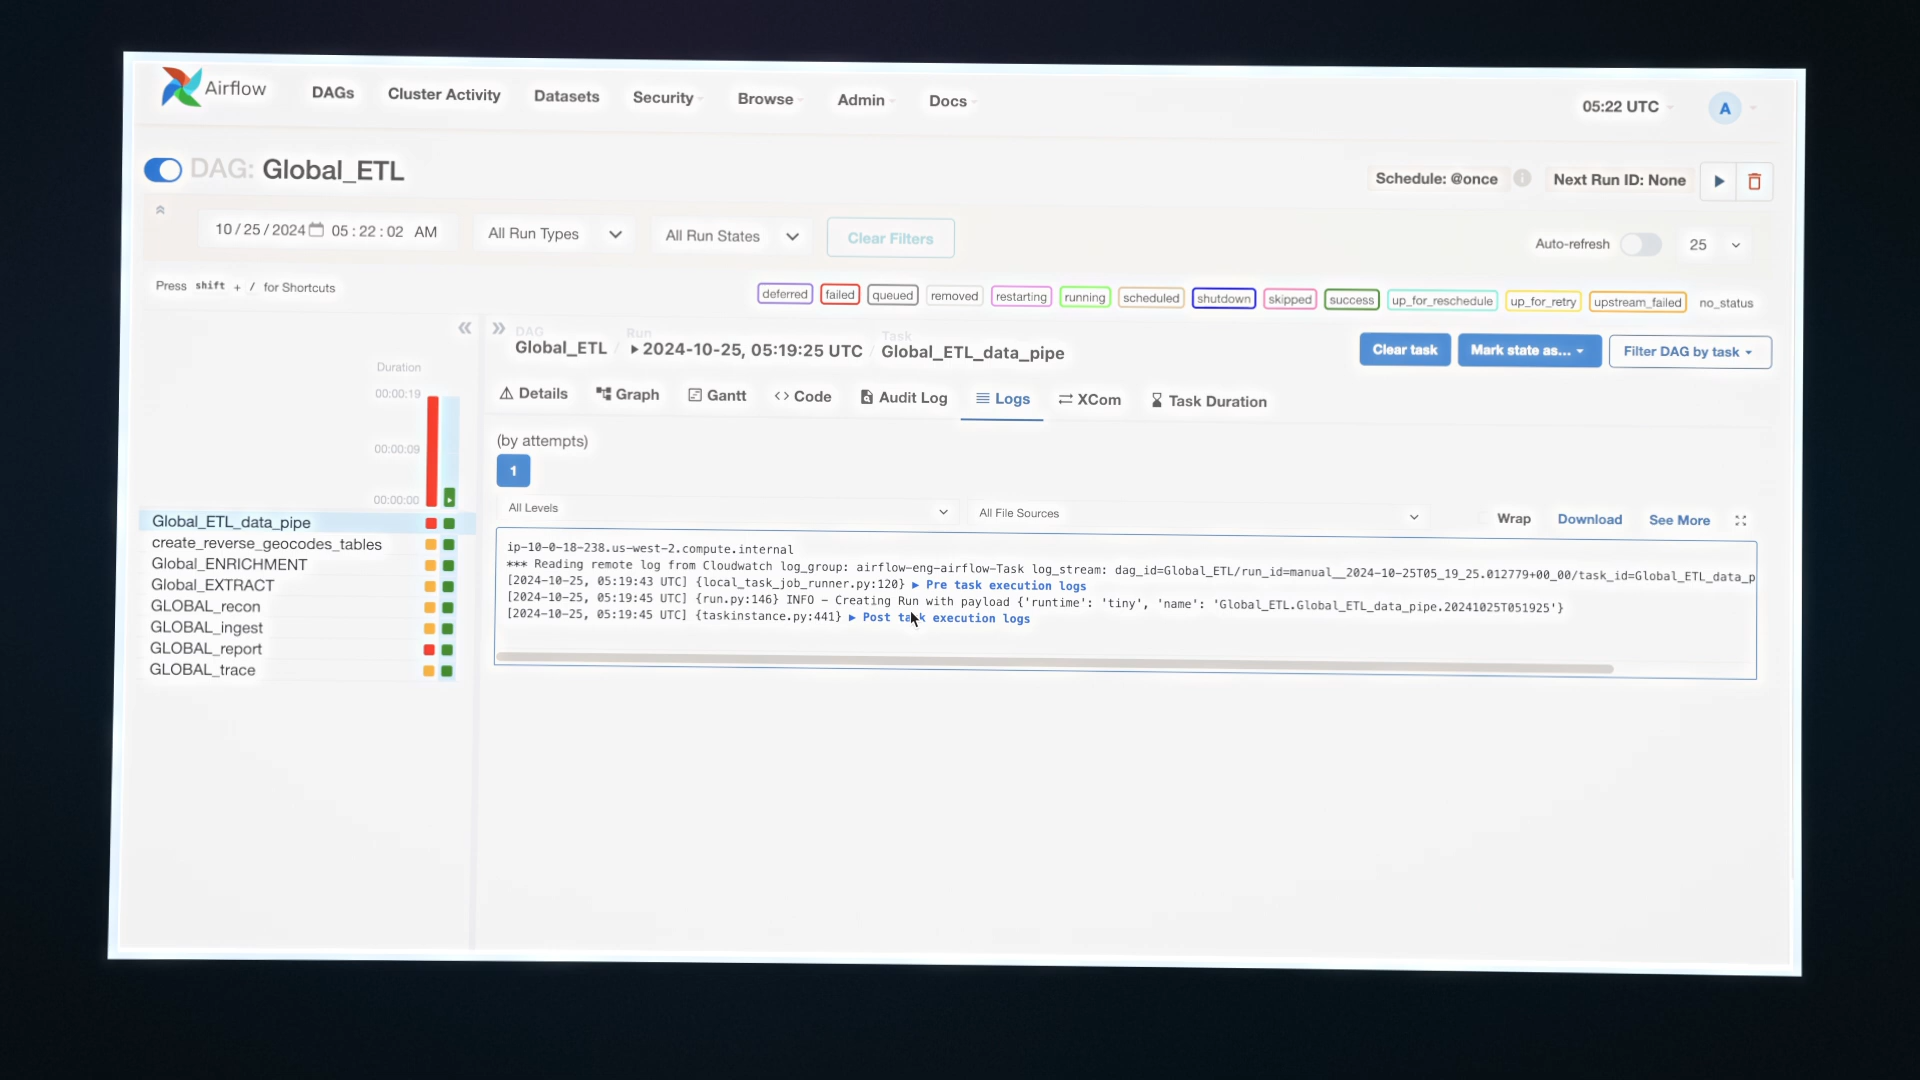 Airflow DAGs Cluster Activity Datasets Security Browse Admin Docs 05:22 UTC A
DAG: Global_ETL Schedule: @once Next Run ID: None
10/25/2024 05:22:02 AM All Run Types All Run States Clear Filters Auto-refresh 25
Press shift + / for Shortcuts deferred failed queued removed restarting running scheduled shutdown skipped success up_for_reschedule up_for_retry upstream_failed no_status
DAG Run Task
Global_ETL / 2024-10-25, 05:19:25 UTC / Global_ETL_data_pipe Clear task Mark state as... Filter DAG by task
Duration
00:00:19
00:00:09
00:00:00
Global_ETL_data_pipe
create_reverse_geocodes_tables
Global_ENRICHMENT
Global_EXTRACT
GLOBAL_recon
GLOBAL_ingest
GLOBAL_report
GLOBAL_trace
Details Graph Gantt <> Code Audit Log Logs XCom Task Duration
(by attempts)
1
All Levels All File Sources Wrap Download See More
ip-10-0-18-238.us-west-2.compute.internal
*** Reading remote log from Cloudwatch log_group: airflow-eng-airflow-Task log_stream: dag_id=Global_ETL/run_id=manual__2024-10-25T05_19_25.012779+00_00/task_id=Global_ETL_data_p
[2024-10-25, 05:19:43 UTC] {local_task_job_runner.py:120} ▶ Pre task execution logs
[2024-10-25, 05:19:45 UTC] {run.py:146} INFO – Creating Run with payload {'runtime': 'tiny', 'name': 'Global_ETL.Global_ETL_data_pipe.20241025T051925'}
[2024-10-25, 05:19:45 UTC] {taskinstance.py:441} ▶ Post task execution logs